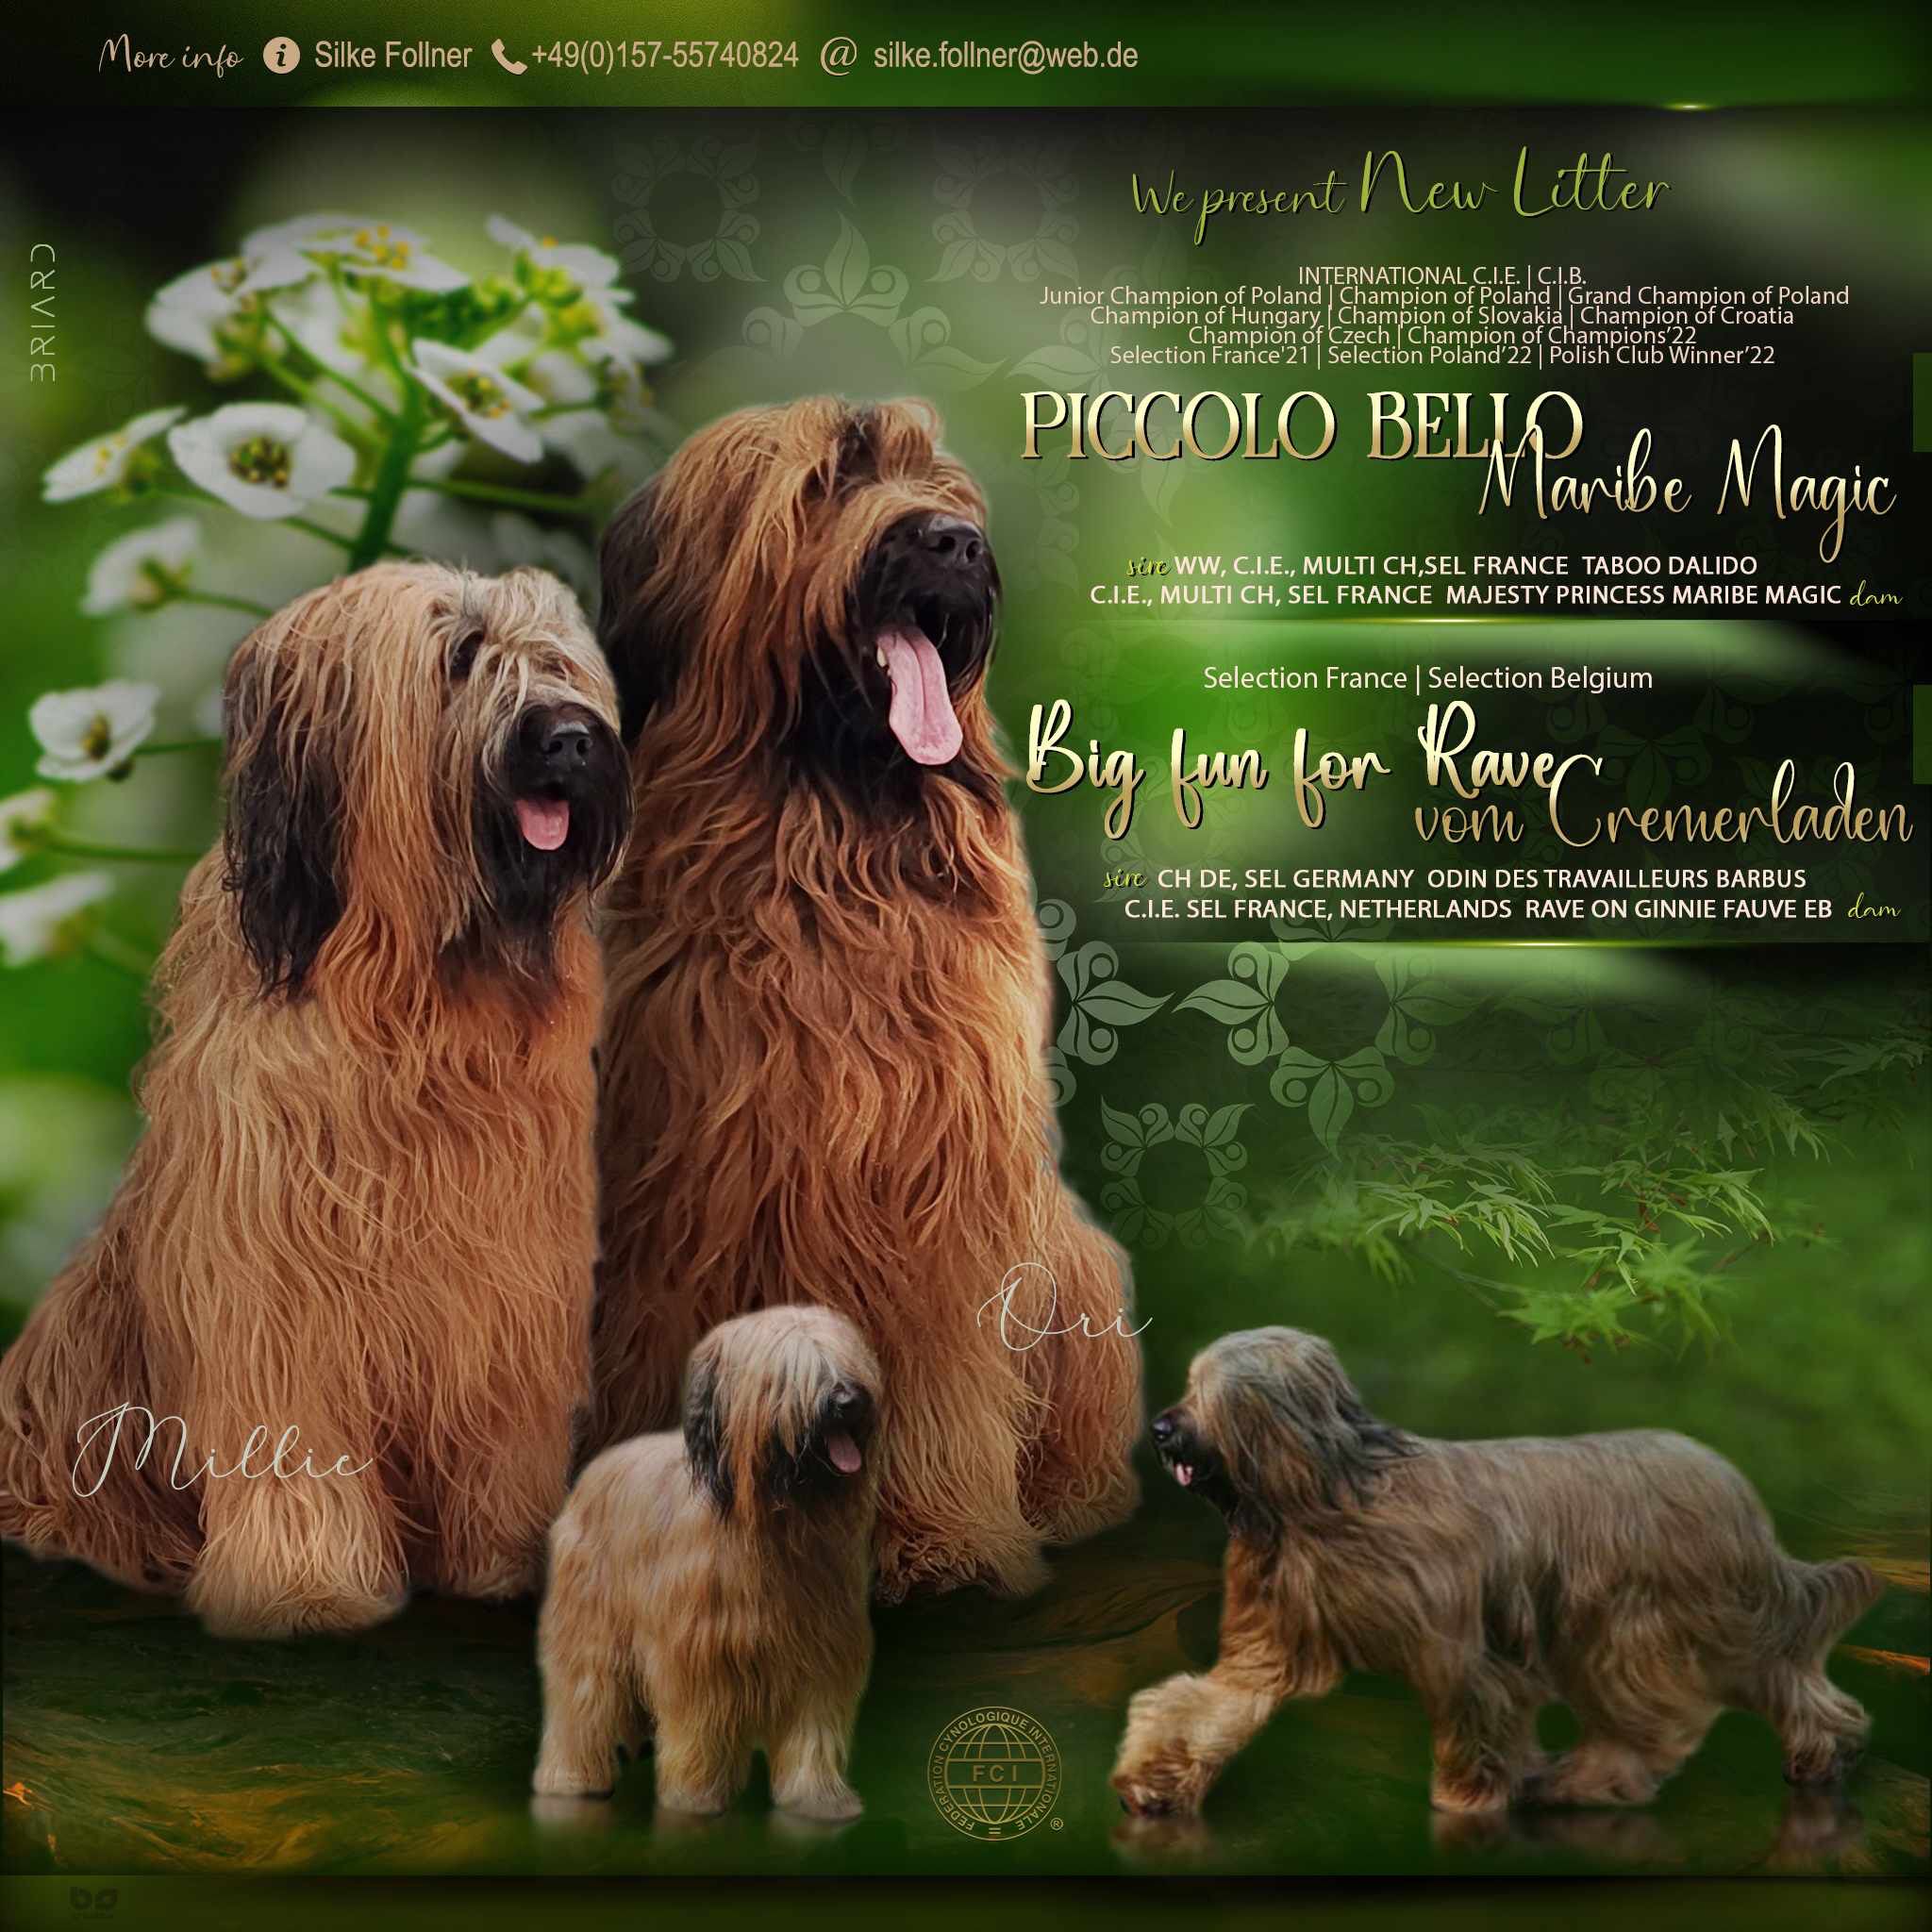 More info i Silke Follner +49(0)157-55740824 @ silke.follner@web.de
BRIARD
We present New Litter
INTERNATIONAL C.I.E. | C.I.B.
Junior Champion of Poland | Champion of Poland | Grand Champion of Poland
Champion of Hungary | Champion of Slovakia | Champion of Croatia
Champion of Czech | Champion of Champions’22
Selection France'21 | Selection Poland’22 | Polish Club Winner’22
PICCOLO BELLO
Maribe Magic
sire WW, C.I.E., MULTI CH,SEL FRANCE TABOO DALIDO
C.I.E., MULTI CH, SEL FRANCE MAJESTY PRINCESS MARIBE MAGIC dam
Selection France | Selection Belgium
Big fun for Rave
vom Cremerladen
sire CH DE, SEL GERMANY ODIN DES TRAVAILLEURS BARBUS
C.I.E. SEL FRANCE, NETHERLANDS RAVE ON GINNIE FAUVE EB dam
Ori
Millie
FEDERATION CYNOLOGIQUE INTERNATIONALE
FCI
®